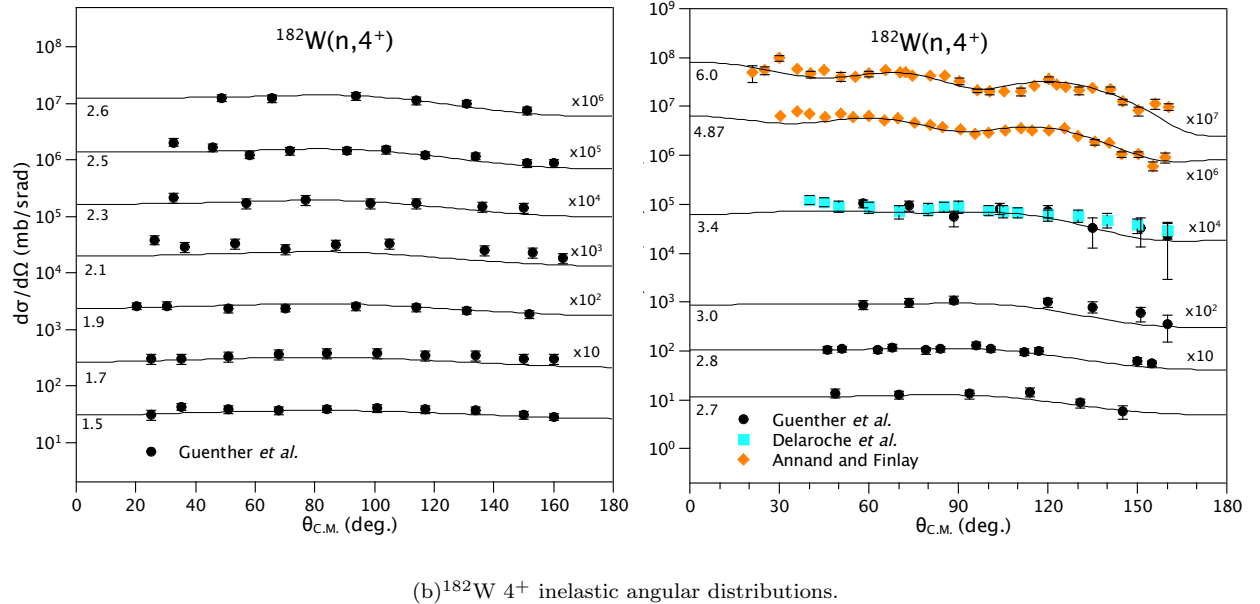 ¹⁸²W(n,4⁺)
dσ/dΩ (mb/srad)
10⁸
10⁷
10⁶
10⁵
10⁴
10³
10²
10¹
2.6
x10⁶
2.5
x10⁵
2.3
x10⁴
2.1
x10³
1.9
x10²
1.7
x10
1.5
Guenther et al.
0 20 40 60 80 100 120 140 160 180
θC.M. (deg.)
¹⁸²W(n,4⁺)
10⁹
10⁸
10⁷
10⁶
10⁵
10⁴
10³
10²
10¹
10⁰
6.0
x10⁷
4.87
x10⁶
3.4
x10⁴
3.0
x10²
2.8
x10
2.7
Guenther et al.
Delaroche et al.
Annand and Finlay
0 30 60 90 120 150 180
θC.M. (deg.)
(b)¹⁸²W 4⁺ inelastic angular distributions.